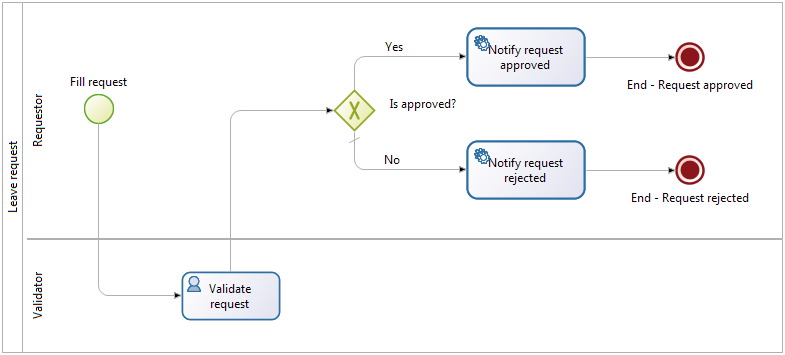 Leave request
Requestor
Fill request
Yes
Is approved?
No
Notify request
approved
End - Request approved
Notify request
rejected
End - Request rejected
Validator
Validate
request